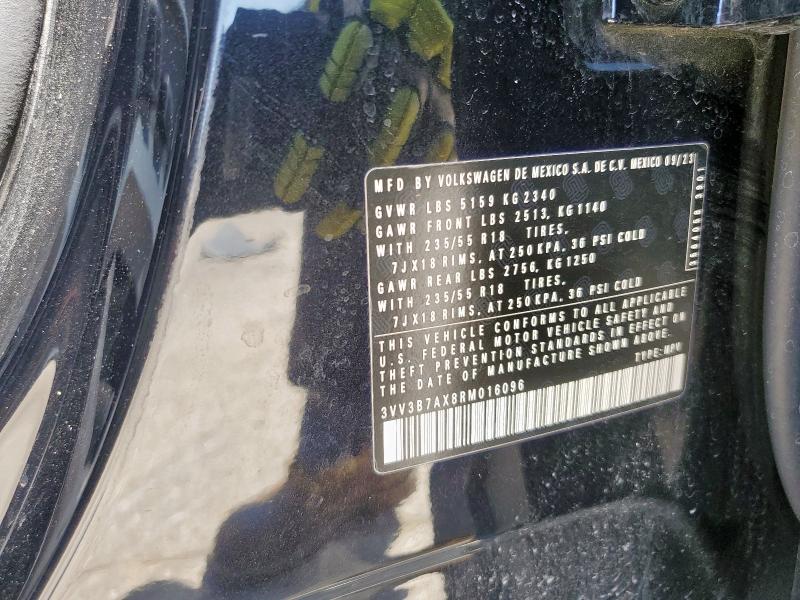 MFD BY VOLKSWAGEN DE MEXICO S.A. DE C.V. MEXICO 09/23
GVWR LBS 5159 KG 2340
GAWR FRONT LBS 2513, KG 1140
WITH 235/55 R18 TIRES,
7JX18 RIMS, AT 250 KPA, 36 PSI COLD
GAWR REAR LBS 2756, KG 1250
WITH 235/55 R18 TIRES,
7JX18 RIMS, AT 250 KPA, 36 PSI COLD
THIS VEHICLE CONFORMS TO ALL APPLICABLE
U.S. FEDERAL MOTOR VEHICLE SAFETY AND
THEFT PREVENTION STANDARDS IN EFFECT ON
THE DATE OF MANUFACTURE SHOWN ABOVE.
TYPE: MPV
3VV3B7AX8RM016096